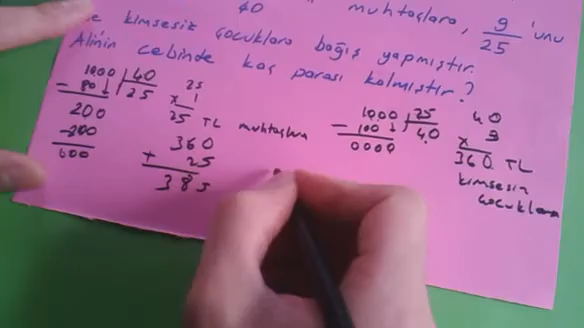 40 muhtaçlara, 9/25 'unu
ve kimsesiz çocuklara bağış yapmıştır.
Ali'nin cebinde kaç parası kalmıştır?
1000 | 40
- 80 25
200
- 200
000
25
x 1
25 TL muhtaçlara
360
+ 25
385
1000 | 25
- 100 40
0000
40
x 9
360 TL
kimsesiz
çocuklara